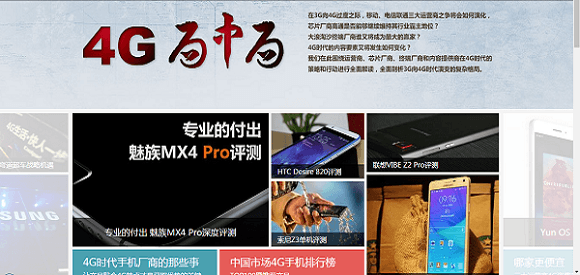 4G 局中局
在3G向4G过渡之际，移动、电信联通三大运营商之争将会如何演化，
芯片厂商高通是否能够继续维持其行业霸主地位？
大浪淘沙终端厂商谁又将成为最大的赢家？
4G时代的内容要素又将发生如何变化？
我们在此围绕运营商、芯片厂商、终端厂商和内容提供商在4G时代的
策略和行动进行全面解读，全面剖析3G向4G时代演变的复杂格局。
专业的付出
魅族MX4 Pro评测
专业的付出 魅族MX4 Pro深度评测
HTC Desire 820评测
联想VIBE Z2 Pro评测
索尼Z3单机评测
SUNG
Yun OS
4G时代手机厂商的那些事
中国市场4G手机排行榜